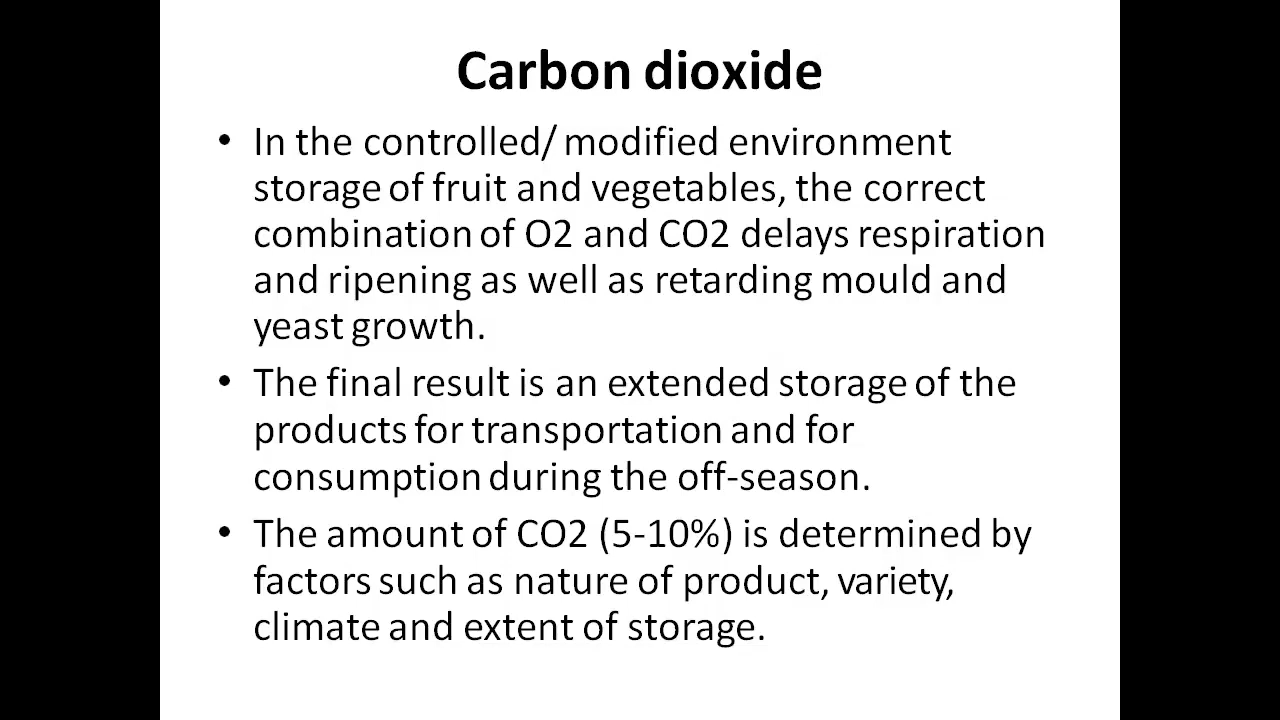 Carbon dioxide
• In the controlled/ modified environment
storage of fruit and vegetables, the correct
combination of O2 and CO2 delays respiration
and ripening as well as retarding mould and
yeast growth.
• The final result is an extended storage of the
products for transportation and for
consumption during the off-season.
• The amount of CO2 (5-10%) is determined by
factors such as nature of product, variety,
climate and extent of storage.